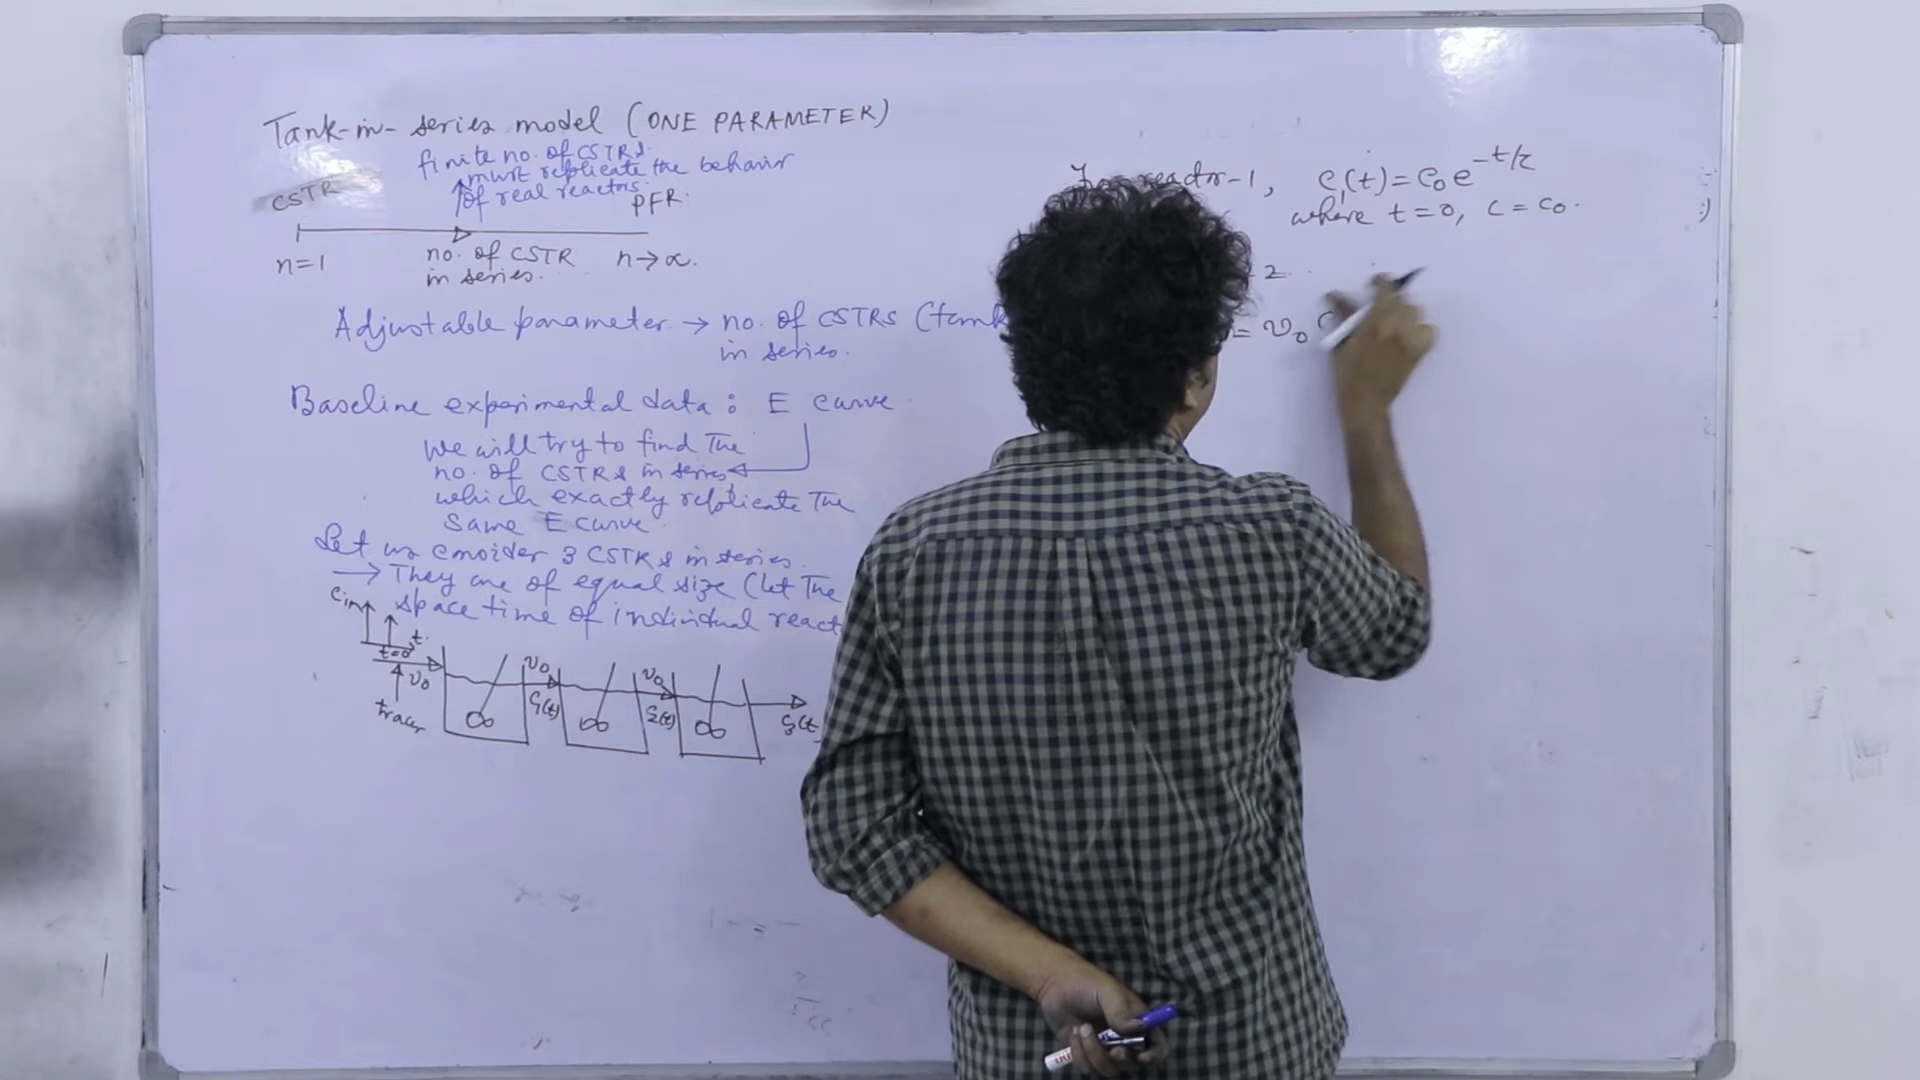 Tank-in-series model (ONE PARAMETER)
finite no. of CSTRs
must replicate the behavior
of real reactors.
CSTR
PFR.
n=1
no. of CSTR
in series.
n→∝.
Adjustable parameter → no. of CSTRS (tank
in series.
Baseline experimental data : E curve
We will try to find the
no. of CSTRs in series
which exactly replicate the
same E curve
Let us consider 3 CSTRs in series.
→ They are of equal size (let the
space time of individual react
Cin
t.
t=0
v0
tracer
v0
C1(t)
v0
C2(t)
C3(t
reactor-1, C1(t)=C0e^-t/τ
where t=0, C=C0.
2
= v0 C